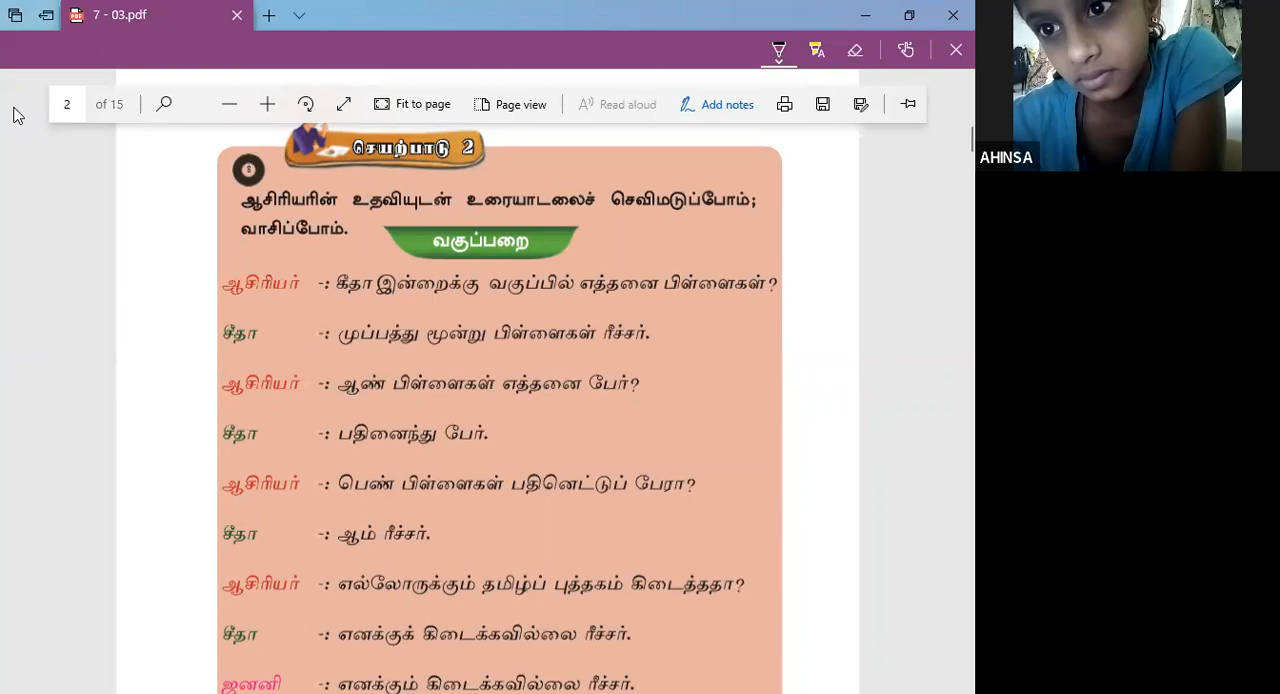 7 - 03.pdf
2 of 15
Fit to page
Page view
Read aloud
Add notes
AHINSA
செயற்பாடு 2
ஆசிரியரின் உதவியுடன் உரையாடலைச் செவிமடுப்போம்;
வாசிப்போம்.
வகுப்பறை
ஆசிரியர் -: கீதா இன்றைக்கு வகுப்பில் எத்தனை பிள்ளைகள்?
சீதா -: முப்பத்து மூன்று பிள்ளைகள் ரீச்சர்.
ஆசிரியர் -: ஆண் பிள்ளைகள் எத்தனை பேர்?
சீதா -: பதினைந்து பேர்.
ஆசிரியர் -: பெண் பிள்ளைகள் பதினெட்டுப் பேரா?
சீதா -: ஆம் ரீச்சர்.
ஆசிரியர் -: எல்லோருக்கும் தமிழ்ப் புத்தகம் கிடைத்ததா?
சீதா -: எனக்குக் கிடைக்கவில்லை ரீச்சர்.
ஜனனி -: எனக்கும் கிடைக்கவில்லை ரீச்சர்.